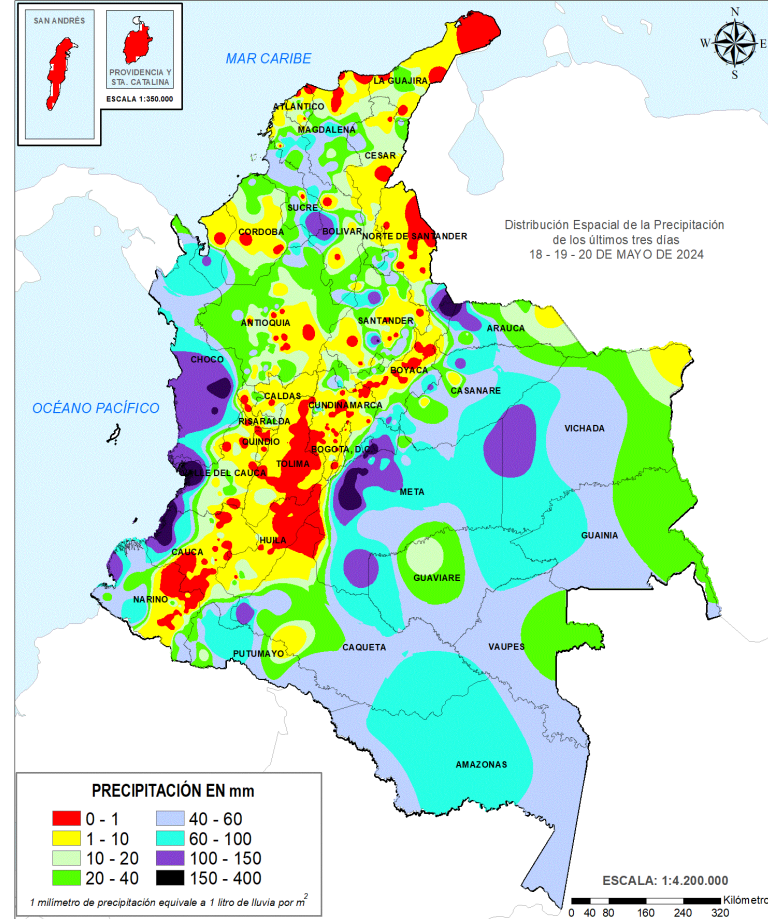 SAN ANDRÉS
PROVIDENCIA Y
STA. CATALINA
ESCALA 1:350.000
N
W
E
S
MAR CARIBE
LA GUAJIRA
ATLANTICO
MAGDALENA
CESAR
SUCRE
CORDOBA
BOLIVAR
NORTE DE SANTANDER
Distribución Espacial de la Precipitación
de los últimos tres días
18 - 19 - 20 DE MAYO DE 2024
ANTIOQUIA
SANTANDER
ARAUCA
CHOCO
BOYACA
CASANARE
OCÉANO PACÍFICO
CALDAS
CUNDINAMARCA
RISARALDA
VICHADA
QUINDIO
BOGOTA, D.C.
TOLIMA
VALLE DEL CAUCA
META
HUILA
GUAINIA
CAUCA
GUAVIARE
NARINO
CAQUETA
VAUPES
PUTUMAYO
AMAZONAS
PRECIPITACIÓN EN mm
0 - 1
40 - 60
1 - 10
60 - 100
10 - 20
100 - 150
20 - 40
150 - 400
1 milímetro de precipitación equivale a 1 litro de lluvia por m2
ESCALA: 1:4.200.000
Kilómetro
0 40 80 160 240 320